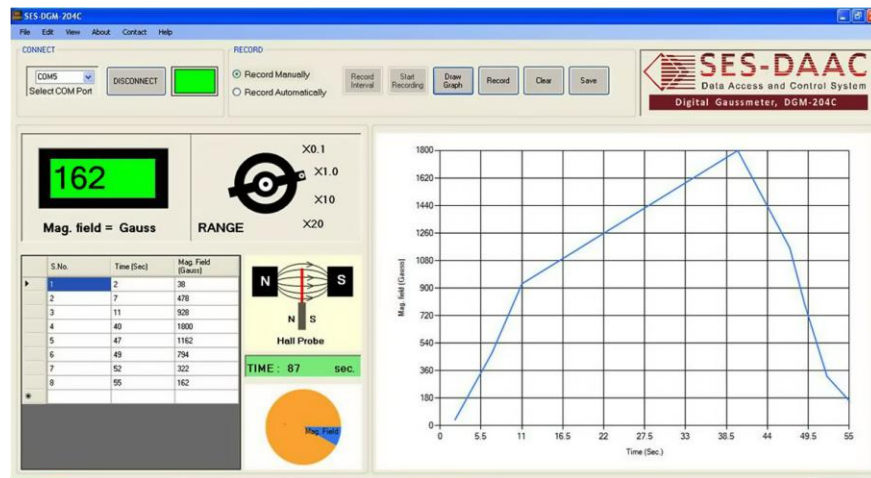 SES-DGM-204C
File Edit View About Contact Help
CONNECT
COM5
Select COM Port
DISCONNECT
RECORD
Record Manually
Record Automatically
Record Interval
Start Recording
Draw Graph
Record
Clear
Save
SES-DAAC
Data Access and Control System
Digital Gaussmeter, DGM-204C
162
Mag. field = Gauss
RANGE
X0.1
X1.0
X10
X20
S.No. Time (Sec) Mag. Field (Gauss)
1 2 38
2 7 478
3 11 928
4 40 1800
5 47 1162
6 49 794
7 52 322
8 55 162
N S
N S
Hall Probe
TIME : 87 sec.
Mag. Field
Mag. field (Gauss)
1800
1620
1440
1260
1080
900
720
540
360
180
0
0 5.5 11 16.5 22 27.5 33 38.5 44 49.5 55
Time (Sec.)